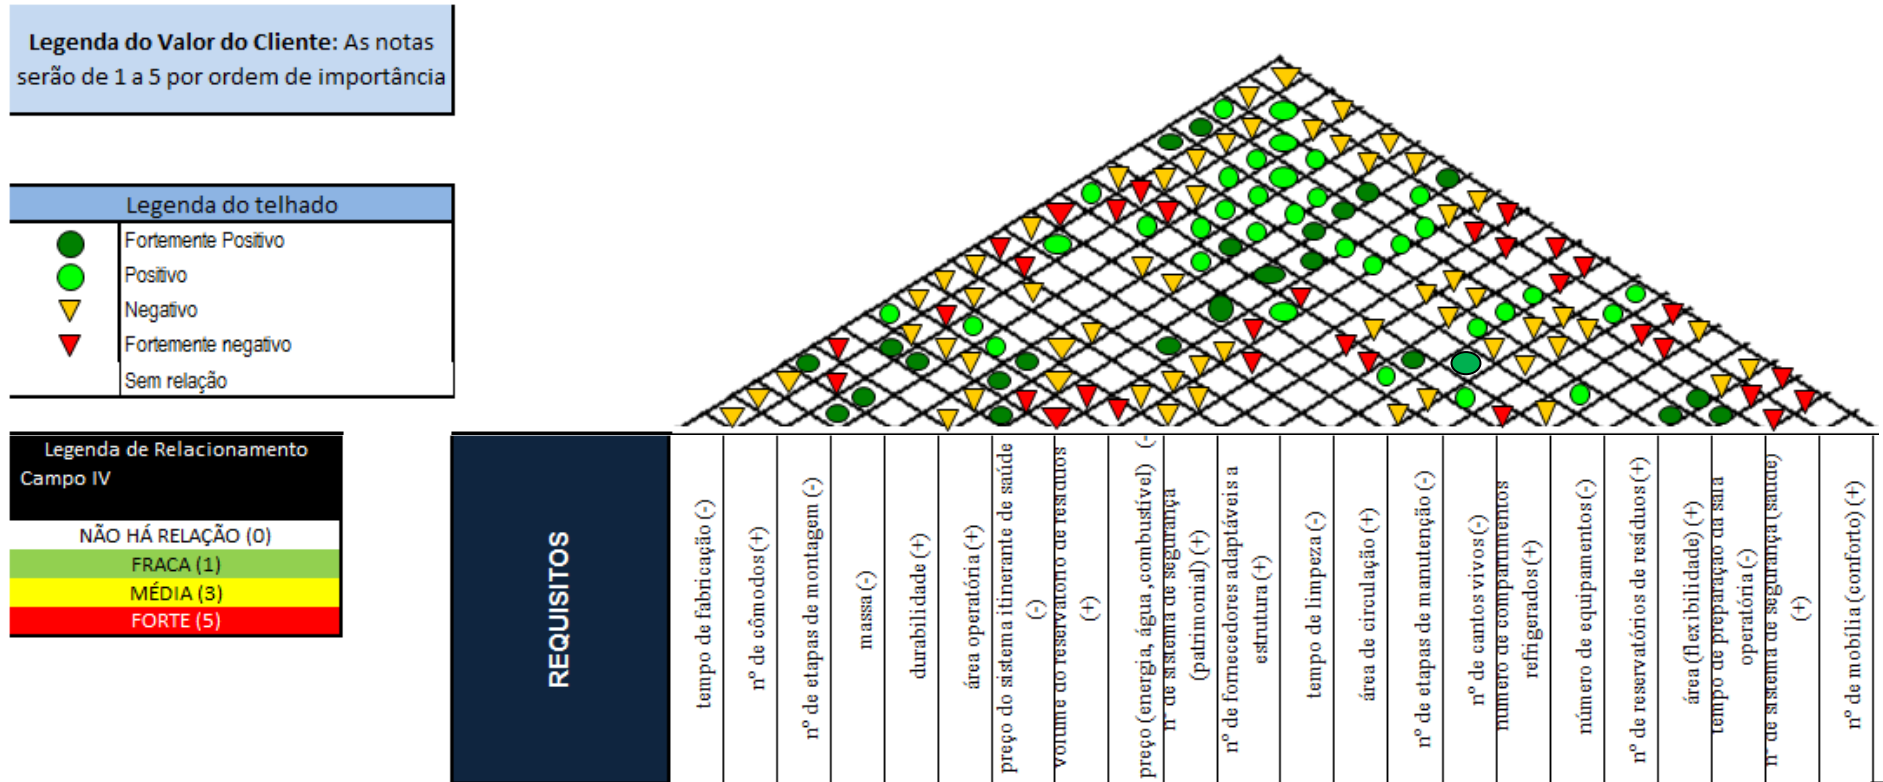 Legenda do Valor do Cliente: As notas
serão de 1 a 5 por ordem de importância
Legenda do telhado
Fortemente Positivo
Positivo
Negativo
Fortemente negativo
Sem relação
Legenda de Relacionamento
Campo IV
NÃO HÁ RELAÇÃO (0)
FRACA (1)
MÉDIA (3)
FORTE (5)
REQUISITOS
tempo de fabricação (-)
nº de cômodos (+)
nº de etapas de montagem (-)
massa (-)
durabilidade (+)
área operatória (+)
preço do sistema itinerante de saúde
(-)
volume do reservatório de resíduos
(+)
preço (energia, água ,combustível) (-
nº de sistema de segurança
(patrimonial) (+)
nº de fornecedores adaptáveis a
estrutura (+)
tempo de limpeza (-)
área de circulação (+)
nº de etapas de manutenção (-)
nº de cantos vivos (-)
número de compartimentos
refrigerados (+)
número de equipamentos (-)
nº de reservatórios de resíduos (+)
área (flexibilidade) (+)
tempo de preparação da sala
operatória (-)
nº de sistema de segurança (saúde)
(+)
nº de mobília (conforto) (+)